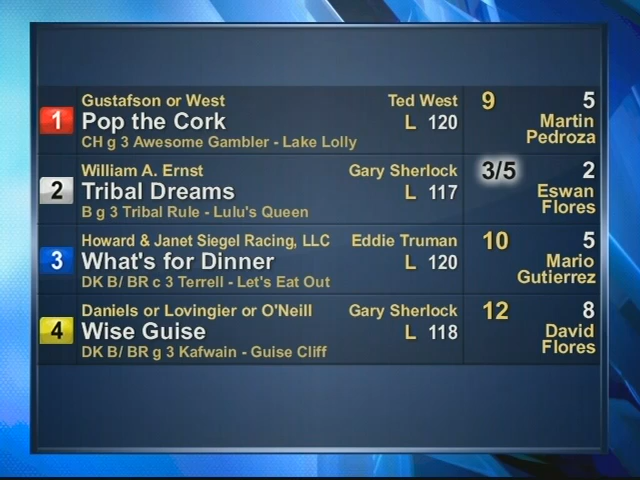 Gustafson or West Ted West 9 5
1 Pop the Cork L 120 Martin
CH g 3 Awesome Gambler - Lake Lolly Pedroza
William A. Ernst Gary Sherlock 3/5 2
2 Tribal Dreams L 117 Eswan
B g 3 Tribal Rule - Lulu's Queen Flores
Howard & Janet Siegel Racing, LLC Eddie Truman 10 5
3 What's for Dinner L 120 Mario
DK B/ BR c 3 Terrell - Let's Eat Out Gutierrez
Daniels or Lovingier or O'Neill Gary Sherlock 12 8
4 Wise Guise L 118 David
DK B/ BR g 3 Kafwain - Guise Cliff Flores